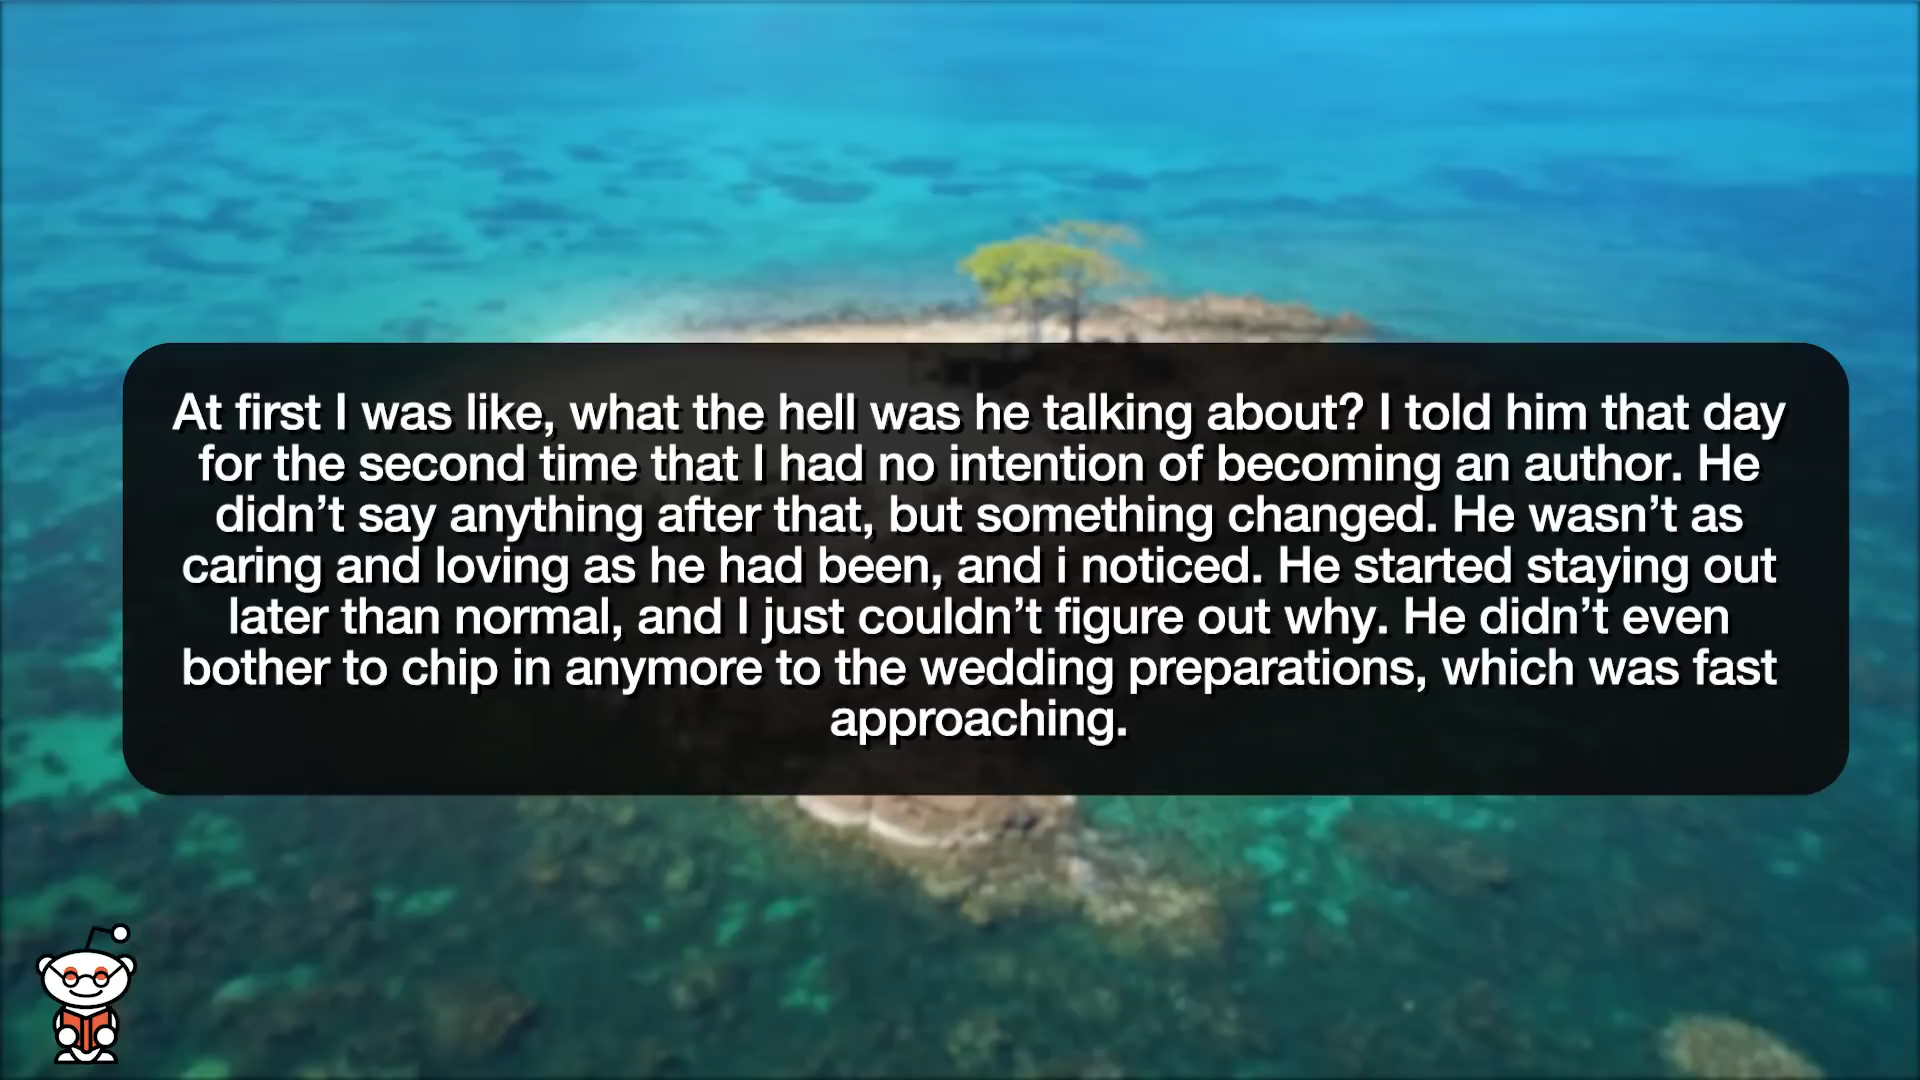 At first I was like, what the hell was he talking about? I told him that day
for the second time that I had no intention of becoming an author. He
didn’t say anything after that, but something changed. He wasn’t as
caring and loving as he had been, and i noticed. He started staying out
later than normal, and I just couldn’t figure out why. He didn’t even
bother to chip in anymore to the wedding preparations, which was fast
approaching.